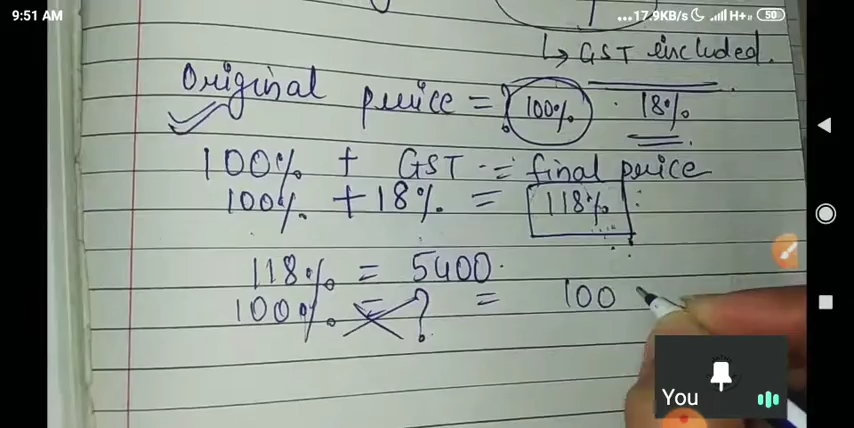 9:51 AM
...17.9KB/s H+ 50
↳ GST included.
Original price = ? 100% . 18%
100% + GST = final price
100% + 18% = 118% :
118% = 5400.
100% = ? = 100
You